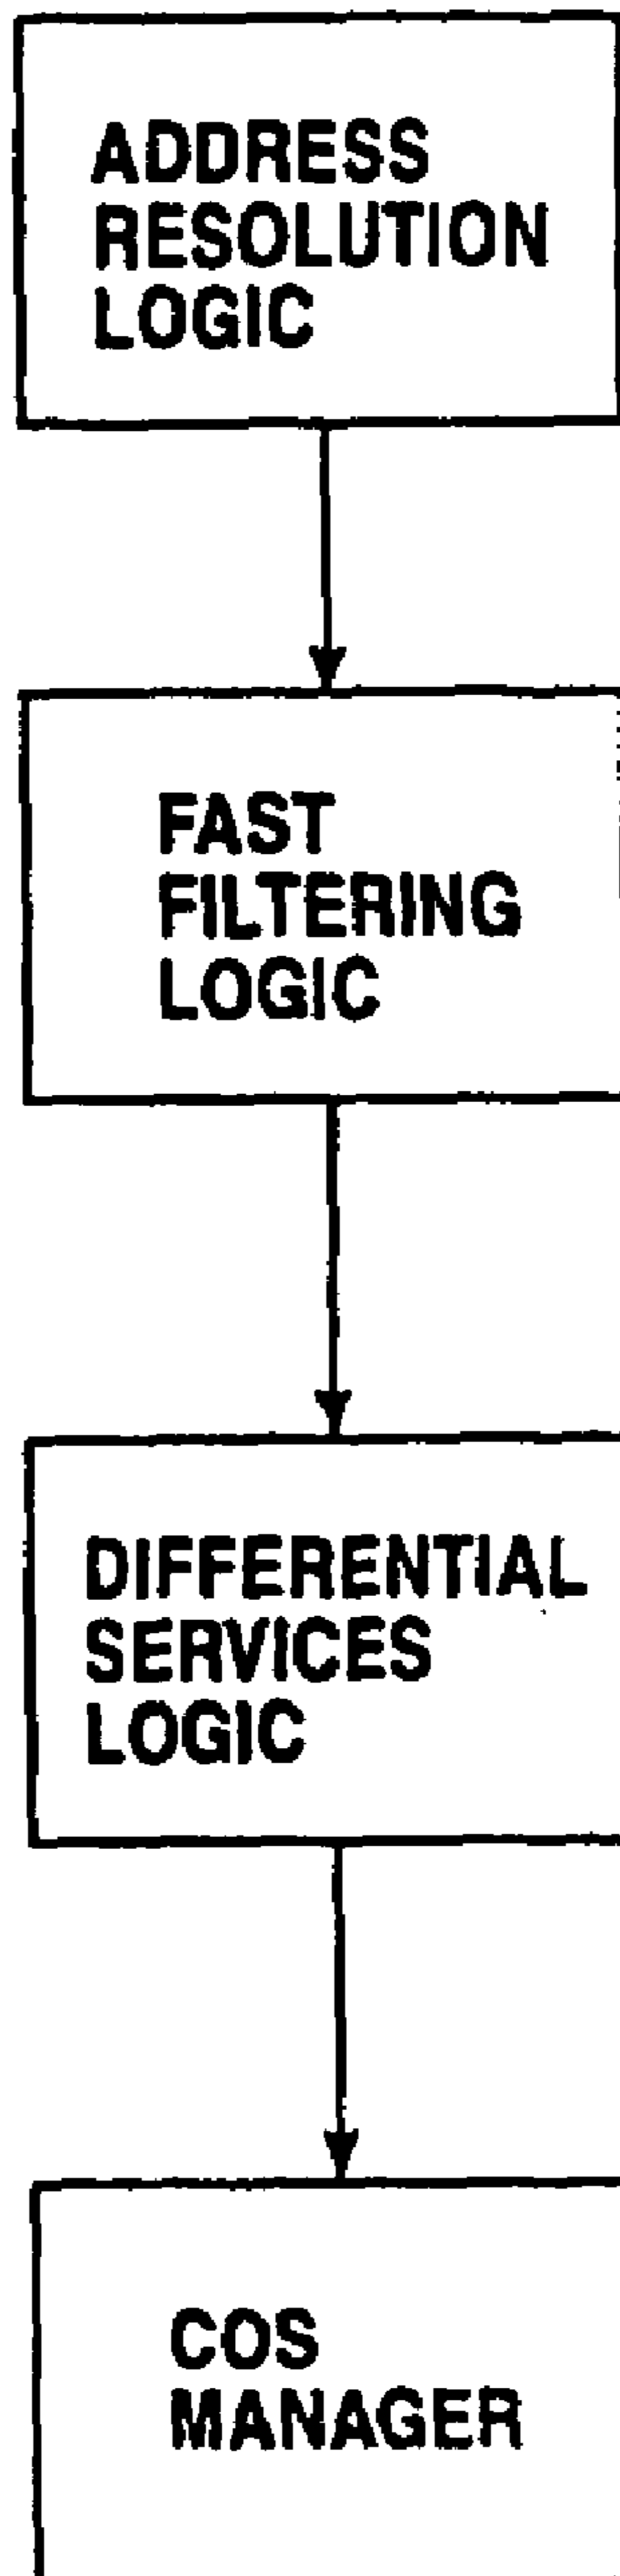 ADDRESS
RESOLUTION
LOGIC
FAST
FILTERING
LOGIC
DIFFERENTIAL
SERVICES
LOGIC
COS
MANAGER